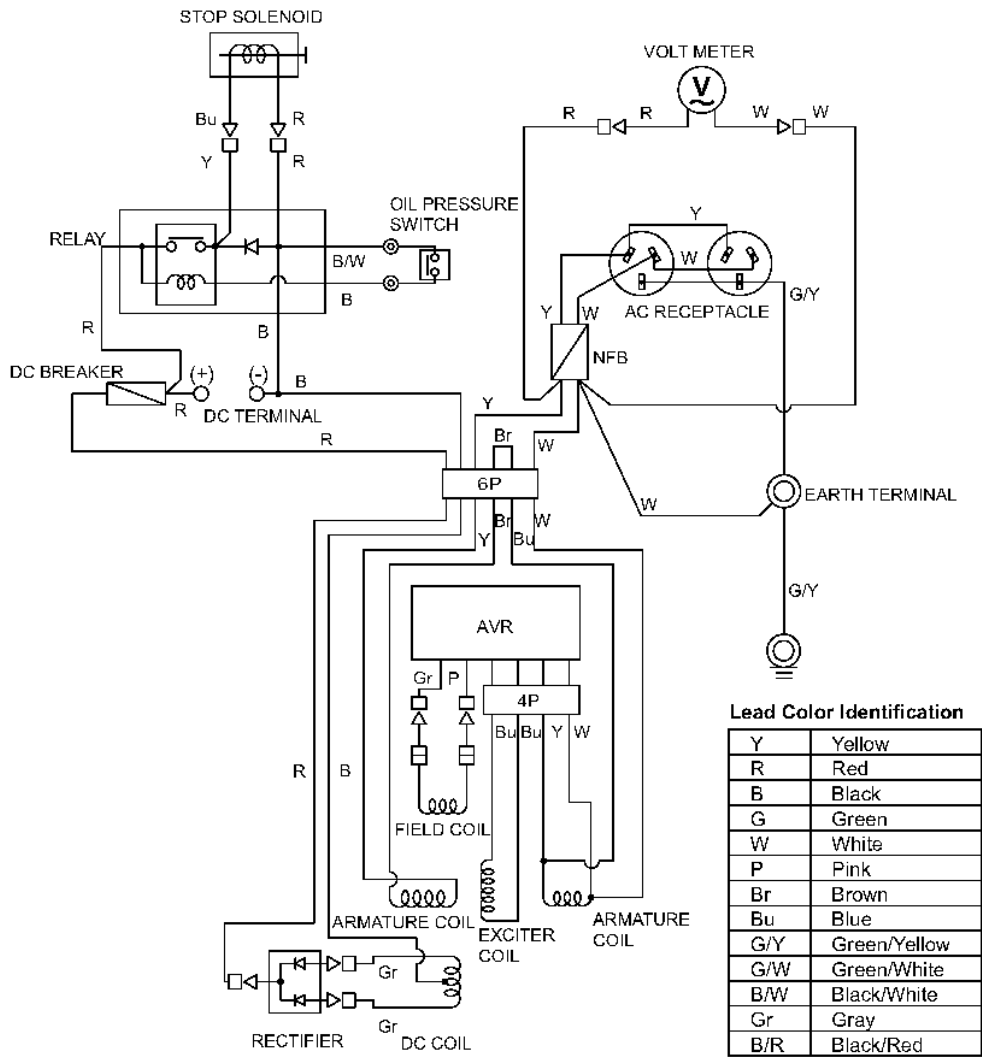 STOP SOLENOID
VOLT METER
V
R
R
W
W
Bu
R
Y
R
OIL PRESSURE
SWITCH
RELAY
B/W
B
Y
W
G/Y
AC RECEPTACLE
R
B
Y
W
NFB
DC BREAKER
(+)
(-)
B
R
DC TERMINAL
R
Y
Br
W
6P
EARTH TERMINAL
W
Y
Br
Bu
W
AVR
G/Y
Gr
P
4P
Bu
Bu
Y
W
R
B
FIELD COIL
ARMATURE COIL
EXCITER
COIL
ARMATURE
COIL
Gr
Gr
RECTIFIER
DC COIL
Lead Color Identification
Y Yellow
R Red
B Black
G Green
W White
P Pink
Br Brown
Bu Blue
G/Y Green/Yellow
G/W Green/White
B/W Black/White
Gr Gray
B/R Black/Red